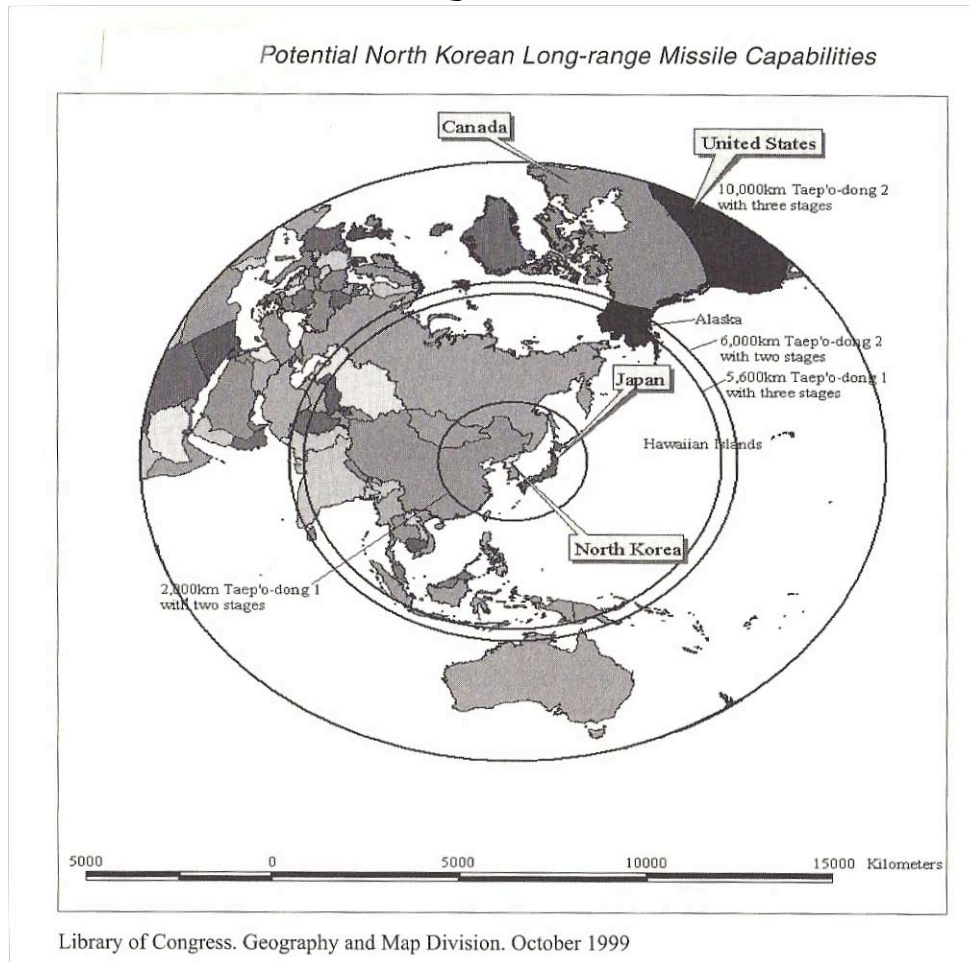 Potential North Korean Long-range Missile Capabilities
Canada
United States
10,000km Taep'o-dong 2
with three stages
Alaska
6,000km Taep'o-dong 2
with two stages
Japan
5,600km Taep'o-dong 1
with three stages
Hawaiian Islands
North Korea
2,000km Taep'o-dong 1
with two stages
5000 0 5000 10000 15000 Kilometers
Library of Congress. Geography and Map Division. October 1999